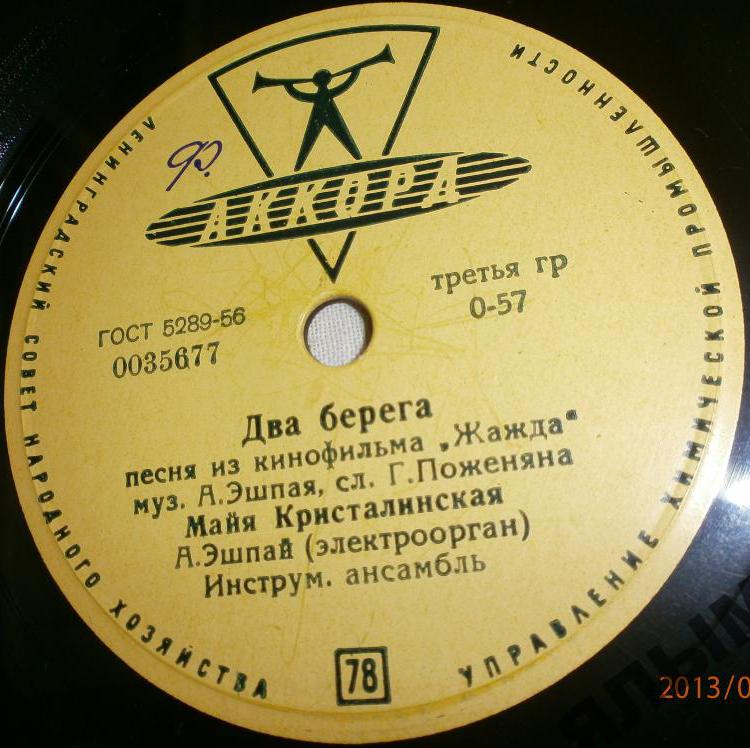 ЛЕНИНГРАДСКИЙ СОВЕТ НАРОДНОГО ХОЗЯЙСТВА
УПРАВЛЕНИЕ ХИМИЧЕСКОЙ ПРОМЫШЛЕННОСТИ
АККОРД
третья гр
0-57
ГОСТ 5289-56
0035677
Два берега
песня из кинофильма „Жажда“
муз. А.Эшпая, сл. Г.Поженяна
Майя Кристалинская
А.Эшпай (электроорган)
Инструм. ансамбль
78
2013/0